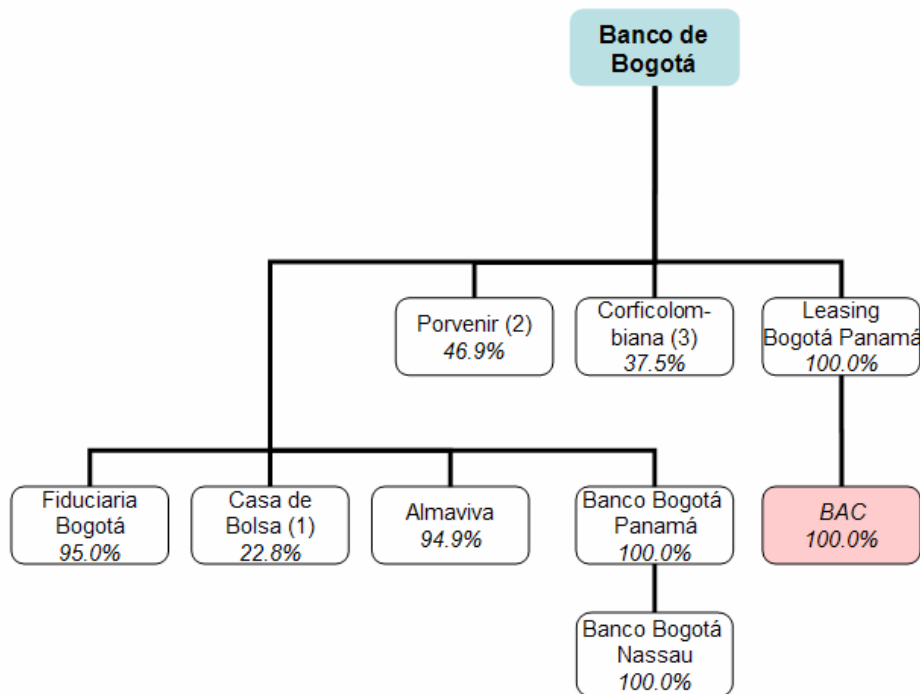 Banco de
Bogotá
Porvenir (2)
46.9%
Corficolom-
biana (3)
37.5%
Leasing
Bogotá Panamá
100.0%
Fiduciaria
Bogotá
95.0%
Casa de
Bolsa (1)
22.8%
Almaviva
94.9%
Banco Bogotá
Panamá
100.0%
BAC
100.0%
Banco Bogotá
Nassau
100.0%